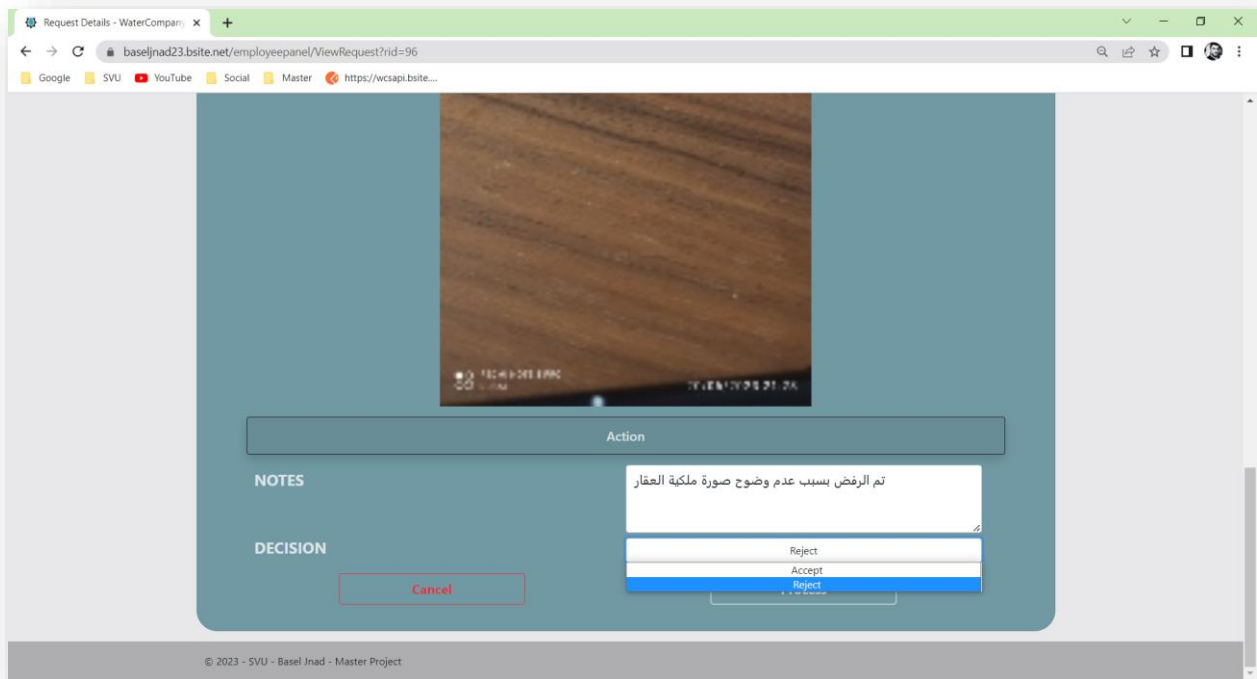 Request Details - WaterCompany
baseljnad23.bsite.net/employeepanel/ViewRequest?rid=96
Google SVU YouTube Social Master https://wcsapi.bsite....
Action
NOTES
تم الرفض بسبب عدم وضوح صورة ملكية العقار
DECISION
Reject
Accept
Reject
Cancel
© 2023 - SVU - Basel Jnad - Master Project